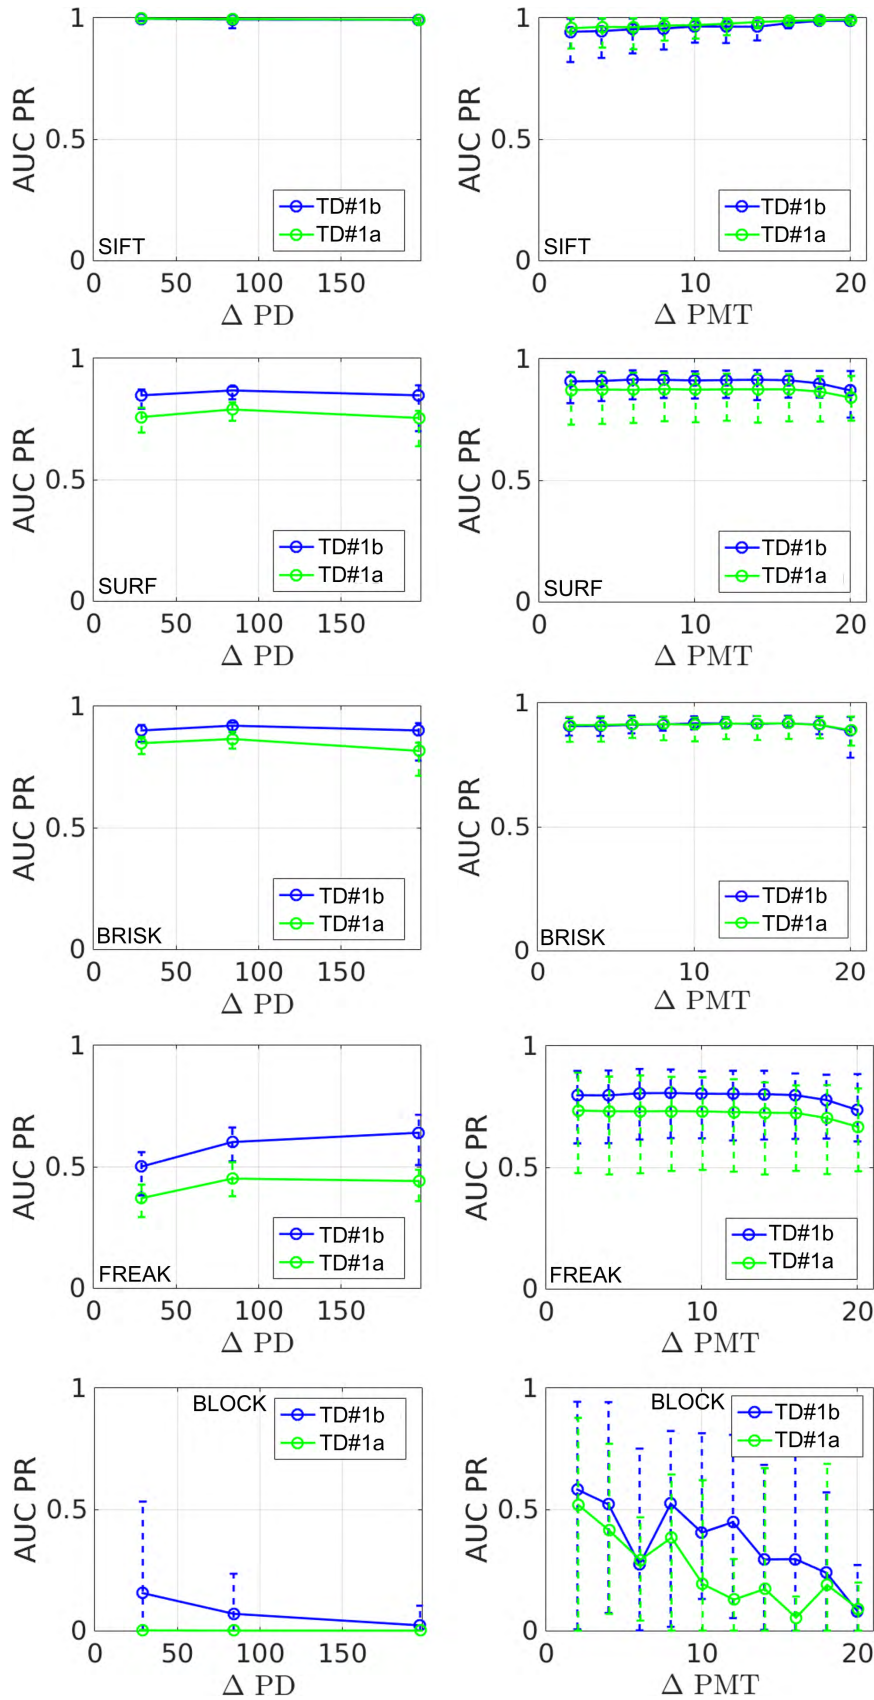 1
AUC PR
0.5
TD#1b
TD#1a
SIFT
0
0 50 100 150
Δ PD
1
AUC PR
0.5
TD#1b
TD#1a
SIFT
0
0 10 20
Δ PMT
1
AUC PR
0.5
TD#1b
TD#1a
SURF
0
0 50 100 150
Δ PD
1
AUC PR
0.5
TD#1b
TD#1a
SURF
0
0 10 20
Δ PMT
1
AUC PR
0.5
TD#1b
TD#1a
BRISK
0
0 50 100 150
Δ PD
1
AUC PR
0.5
TD#1b
TD#1a
BRISK
0
0 10 20
Δ PMT
1
AUC PR
0.5
TD#1b
TD#1a
FREAK
0
0 50 100 150
Δ PD
1
AUC PR
0.5
TD#1b
TD#1a
FREAK
0
0 10 20
Δ PMT
1
BLOCK
TD#1b
TD#1a
AUC PR
0.5
0
0 50 100 150
Δ PD
1
BLOCK
TD#1b
TD#1a
AUC PR
0.5
0
0 10 20
Δ PMT